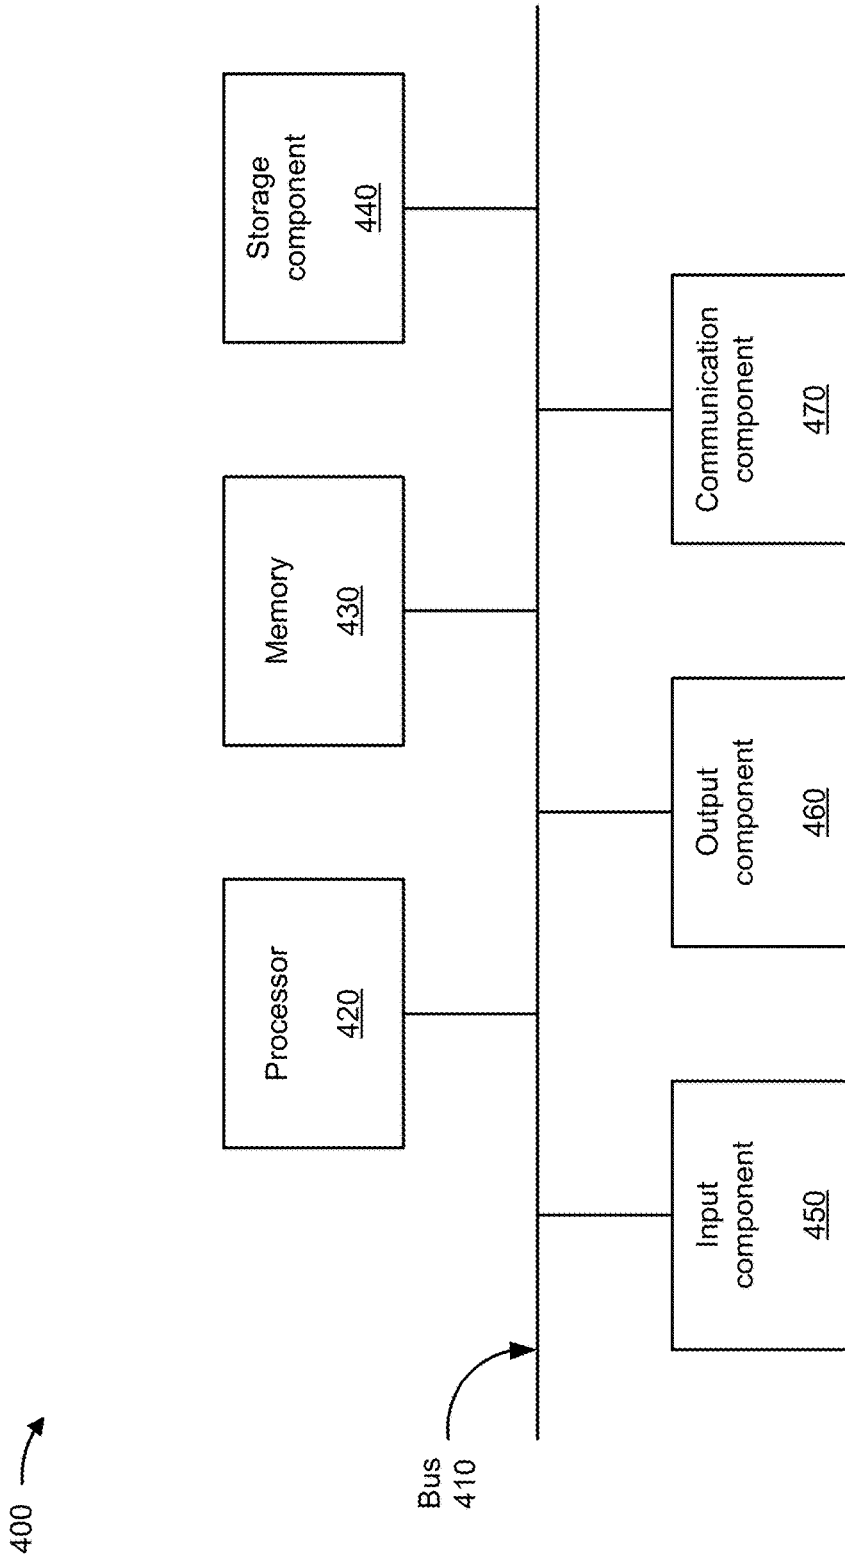 400
Bus
410
Processor
420
Memory
430
Storage
component
440
Input
component
450
Output
component
460
Communication
component
470